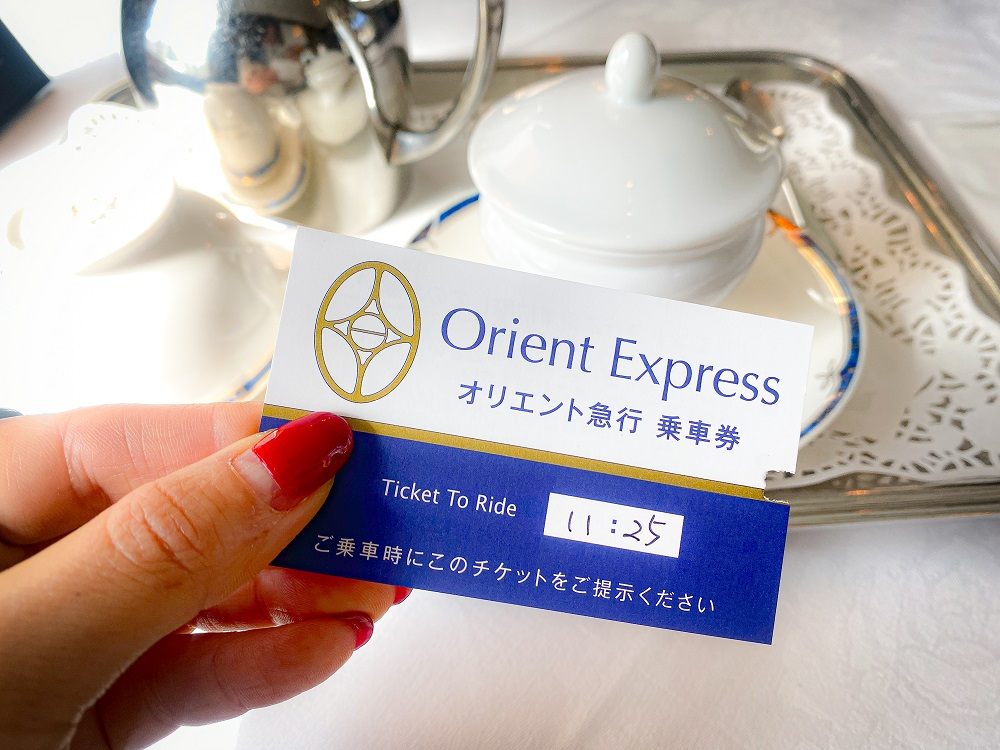 Orient Express
オリエント急行 乗車券
Ticket To Ride
11:25
ご乗車時にこのチケットをご提示ください